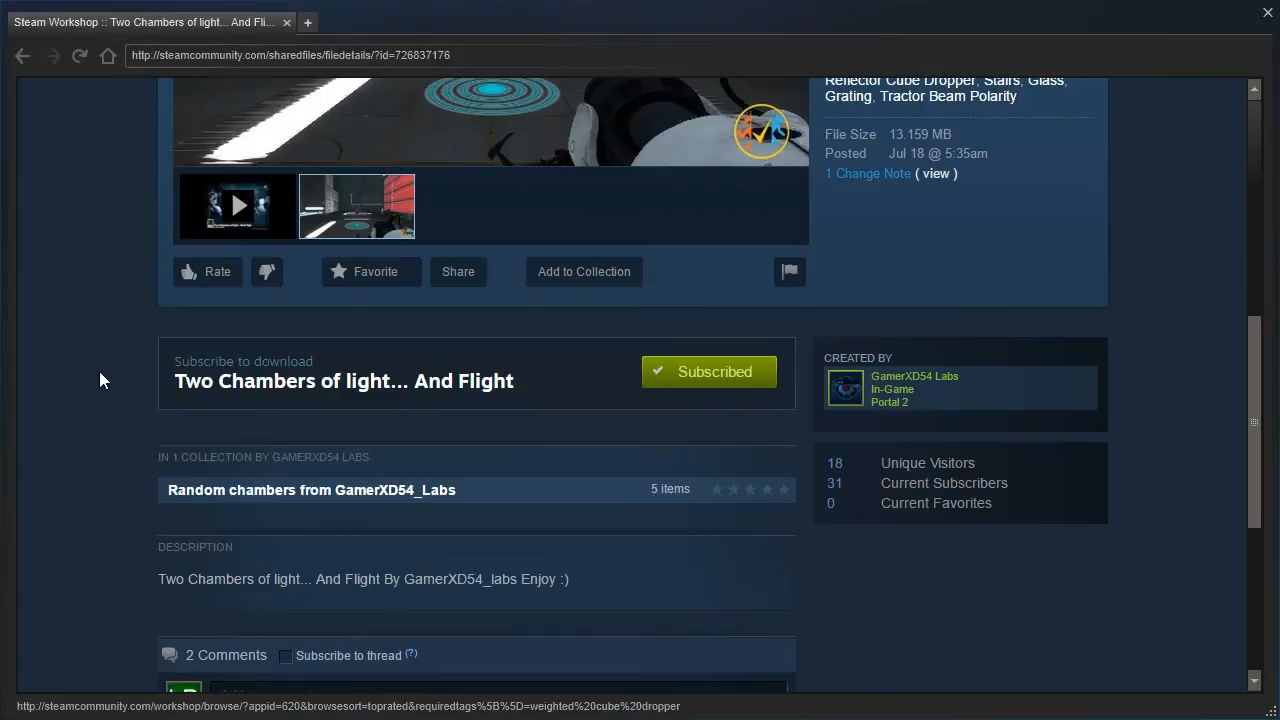 Steam Workshop :: Two Chambers of light... And Fli...
http://steamcommunity.com/sharedfiles/filedetails/?id=726837176
Reflector Cube Dropper, Stairs, Glass,
Grating, Tractor Beam Polarity
File Size 13.159 MB
Posted Jul 18 @ 5:35am
1 Change Note ( view )
Rate
Favorite
Share
Add to Collection
Subscribe to download
Two Chambers of light... And Flight
Subscribed
CREATED BY
GamerXD54 Labs
In-Game
Portal 2
IN 1 COLLECTION BY GAMERXD54 LABS
Random chambers from GamerXD54_Labs 5 items
18 Unique Visitors
31 Current Subscribers
0 Current Favorites
DESCRIPTION
Two Chambers of light... And Flight By GamerXD54_labs Enjoy :)
2 Comments Subscribe to thread (?)
http://steamcommunity.com/workshop/browse/?appid=620&browsesort=toprated&requiredtags%5B%5D=weighted%20cube%20dropper